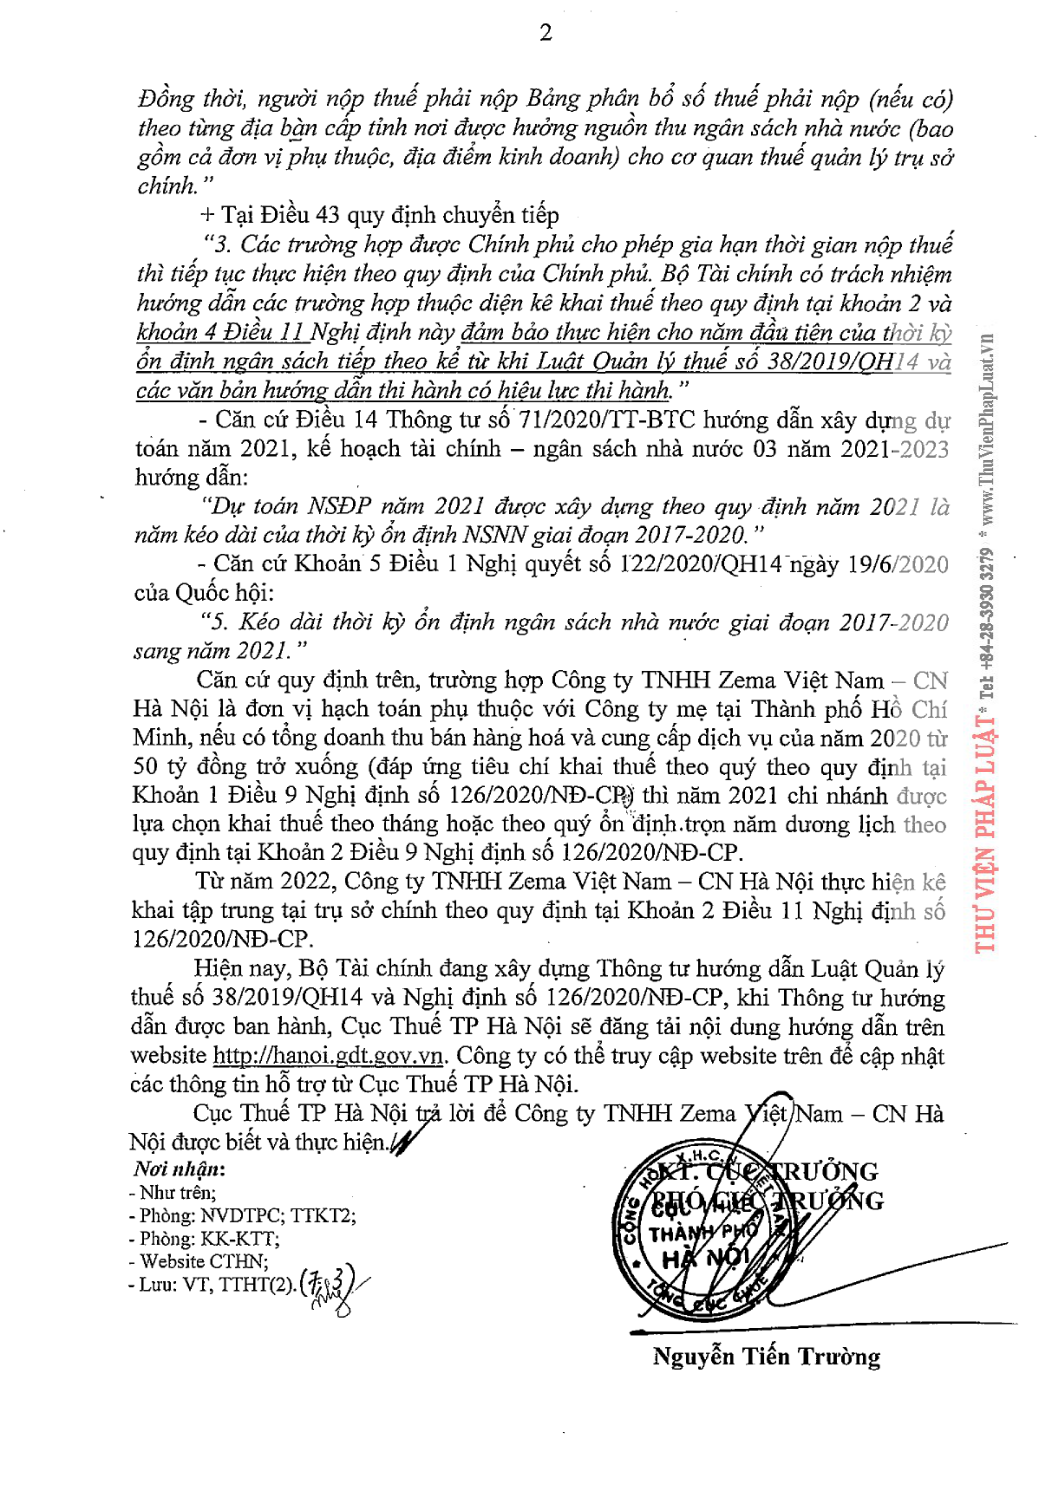 2
Đồng thời, người nộp thuế phải nộp Bảng phân bổ số thuế phải nộp (nếu có)
theo từng địa bàn cấp tỉnh nơi được hưởng nguồn thu ngân sách nhà nước (bao
gồm cả đơn vị phụ thuộc, địa điểm kinh doanh) cho cơ quan thuế quản lý trụ sở
chính."
+ Tại Điều 43 quy định chuyển tiếp
"3. Các trường hợp được Chính phủ cho phép gia hạn thời gian nộp thuế
thì tiếp tục thực hiện theo quy định của Chính phủ. Bộ Tài chính có trách nhiệm
hướng dẫn các trường hợp thuộc diện kê khai thuế theo quy định tại khoản 2 và
khoản 4 Điều 11 Nghị định này đảm bảo thực hiện cho năm đầu tiên của thời kỳ
ổn định ngân sách tiếp theo kể từ khi Luật Quản lý thuế số 38/2019/QH14 và
các văn bản hướng dẫn thi hành có hiệu lực thi hành."
- Căn cứ Điều 14 Thông tư số 71/2020/TT-BTC hướng dẫn xây dựng dự
toán năm 2021, kế hoạch tài chính – ngân sách nhà nước 03 năm 2021-2023
hướng dẫn:
"Dự toán NSĐP năm 2021 được xây dựng theo quy định năm 2021 là
năm kéo dài của thời kỳ ổn định NSNN giai đoạn 2017-2020."
- Căn cứ Khoản 5 Điều 1 Nghị quyết số 122/2020/QH14 ngày 19/6/2020
của Quốc hội:
"5. Kéo dài thời kỳ ổn định ngân sách nhà nước giai đoạn 2017-2020
sang năm 2021."
Căn cứ quy định trên, trường hợp Công ty TNHH Zema Việt Nam – CN
Hà Nội là đơn vị hạch toán phụ thuộc với Công ty mẹ tại Thành phố Hồ Chí
Minh, nếu có tổng doanh thu bán hàng hoá và cung cấp dịch vụ của năm 2020 từ
50 tỷ đồng trở xuống (đáp ứng tiêu chí khai thuế theo quý theo quy định tại
Khoản 1 Điều 9 Nghị định số 126/2020/NĐ-CP) thì năm 2021 chi nhánh được
lựa chọn khai thuế theo tháng hoặc theo quý ổn định trọn năm dương lịch theo
quy định tại Khoản 2 Điều 9 Nghị định số 126/2020/NĐ-CP.
Từ năm 2022, Công ty TNHH Zema Việt Nam – CN Hà Nội thực hiện kê
khai tập trung tại trụ sở chính theo quy định tại Khoản 2 Điều 11 Nghị định số
126/2020/NĐ-CP.
Hiện nay, Bộ Tài chính đang xây dựng Thông tư hướng dẫn Luật Quản lý
thuế số 38/2019/QH14 và Nghị định số 126/2020/NĐ-CP, khi Thông tư hướng
dẫn được ban hành, Cục Thuế TP Hà Nội sẽ đăng tải nội dung hướng dẫn trên
website http://hanoi.gdt.gov.vn. Công ty có thể truy cập website trên để cập nhật
các thông tin hỗ trợ từ Cục Thuế TP Hà Nội.
Cục Thuế TP Hà Nội trả lời để Công ty TNHH Zema Việt Nam – CN Hà
Nội được biết và thực hiện./.
Nơi nhận:
- Như trên;
- Phòng: NVDTPC; TTKT2;
- Phòng: KK-KTT;
- Website CTHN;
- Lưu: VT, TTHT(2).
KT. CỤC TRƯỞNG
PHÓ CỤC TRƯỞNG
CỘNG HÒA X.H.C.N VIỆT NAM
CỤC THUẾ
THÀNH PHỐ
HÀ NỘI
TỔNG CỤC THUẾ
Nguyễn Tiến Trường
THƯ VIỆN PHÁP LUẬT * Tel: +84-28-3930 3279 * www.ThuVienPhapLuat.vn